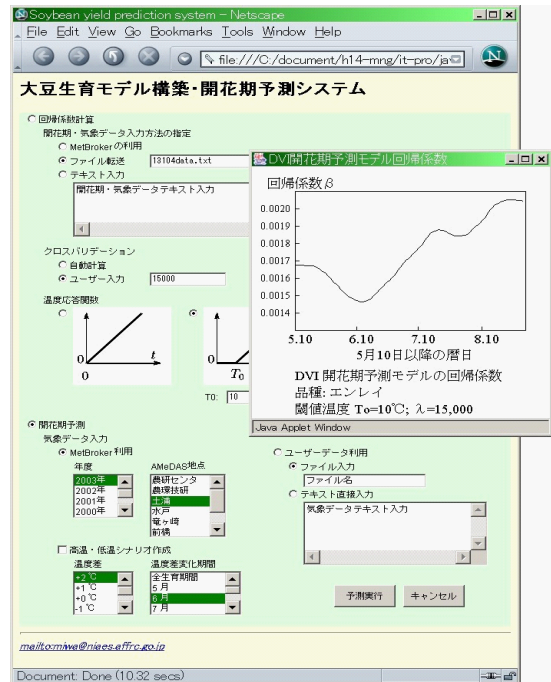 Soybean yield prediction system - Netscape
File Edit View Go Bookmarks Tools Window Help
file:///C:/document/h14-mng/it-pro/ja
N
大豆生育モデル構築・開花期予測システム
回帰係数計算
開花期・気象データ入力方法の指定
MetBrokerの利用
ファイル転送 13104data.txt
テキスト入力
開花期・気象データテキスト入力
クロスバリデーション
自動計算
ユーザー入力 15000
温度応答関数
0 t
0
0
T₀
T0: 10
DVI開花期予測モデル回帰係数
回帰係数β
0.0020
0.0019
0.0018
0.0017
0.0016
0.0015
0.0014
5.10 6.10 7.10 8.10
5月10日以降の暦日
DVI 開花期予測モデルの回帰係数
品種: エンレイ
閾値温度 To=10℃; λ=15,000
Java Applet Window
開花期予測
気象データ入力
MetBroker 利用
年度 AMeDAS地点
2003年
2002年
2001年
2000年
農研センタ
農環技研
土浦
水戸
竜ヶ崎
前橋
高温・低温シナリオ作成
温度差 温度差変化期間
+2 ℃
+1 ℃
+0 ℃
-1 ℃
全生育期間
5 月
6 月
7 月
ユーザーデータ利用
ファイル入力
ファイル名
テキスト直接入力
気象データテキスト入力
予測実行 キャンセル
mailto:miwa@niaes.affrc.go.jp
Document: Done (10.32 secs)